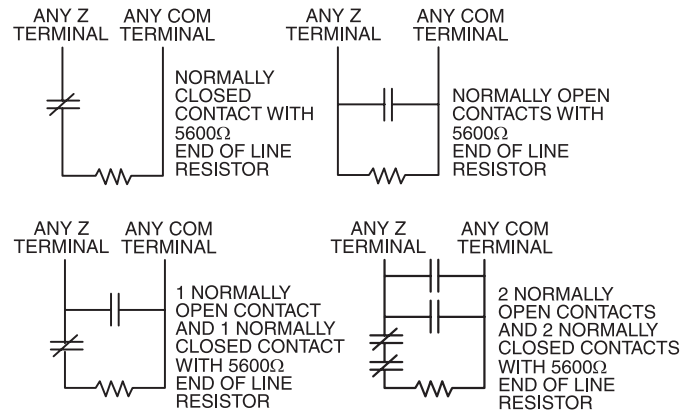 ANY Z
TERMINAL
ANY COM
TERMINAL
NORMALLY
CLOSED
CONTACT WITH
5600Ω
END OF LINE
RESISTOR
ANY Z
TERMINAL
ANY COM
TERMINAL
NORMALLY OPEN
CONTACTS WITH
5600Ω
END OF LINE
RESISTOR
ANY Z
TERMINAL
ANY COM
TERMINAL
1 NORMALLY
OPEN CONTACT
AND 1 NORMALLY
CLOSED CONTACT
WITH 5600Ω
END OF LINE
RESISTOR
ANY Z
TERMINAL
ANY COM
TERMINAL
2 NORMALLY
OPEN CONTACTS
AND 2 NORMALLY
CLOSED CONTACTS
WITH 5600Ω
END OF LINE
RESISTOR